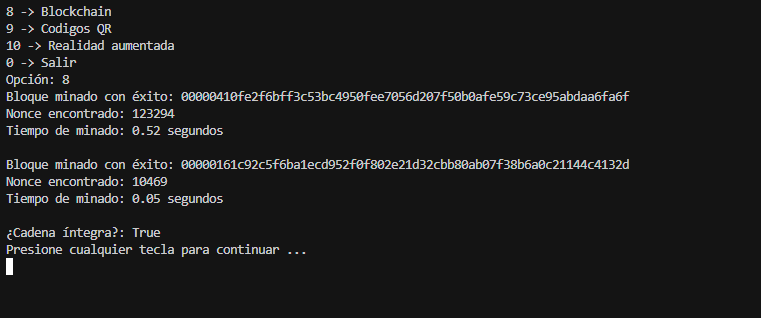 8 -> Blockchain
9 -> Codigos QR
10 -> Realidad aumentada
0 -> Salir
Opción: 8
Bloque minado con éxito: 00000410fe2f6bff3c53bc4950fee7056d207f50b0afe59c73ce95abdaa6fa6f
Nonce encontrado: 123294
Tiempo de minado: 0.52 segundos
Bloque minado con éxito: 00000161c92c5f6ba1ecd952f0f802e21d32cbb80ab07f38b6a0c21144c4132d
Nonce encontrado: 10469
Tiempo de minado: 0.05 segundos
¿Cadena íntegra?: True
Presione cualquier tecla para continuar ...